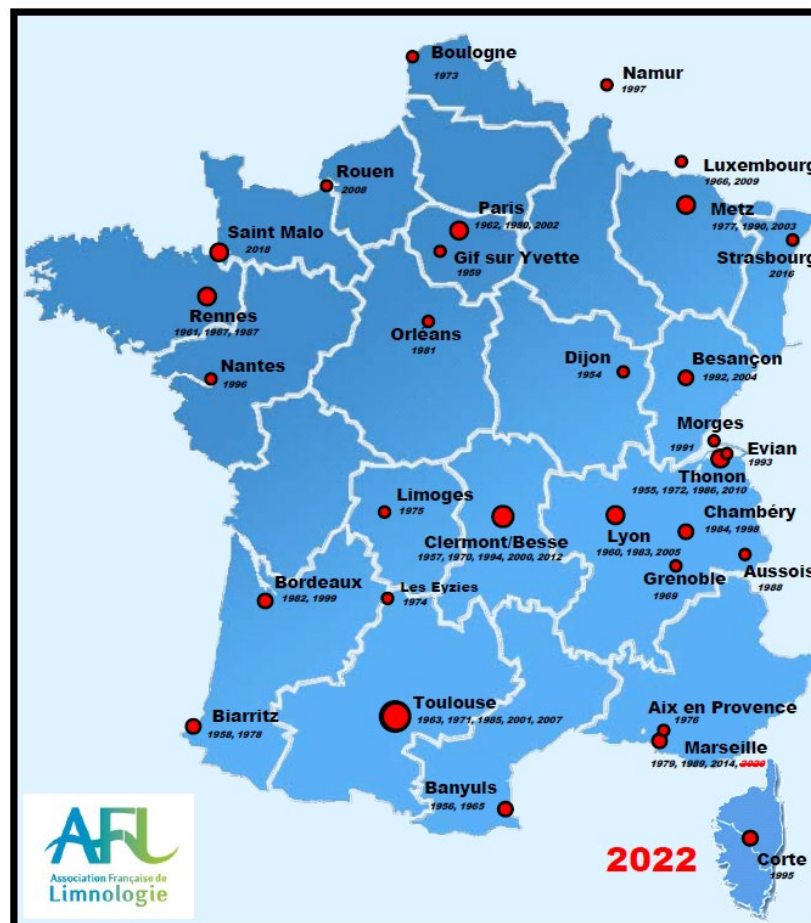 Boulogne
1973
Namur
1997
Luxembourg
1966, 2009
Rouen
2008
Paris
1962, 1980, 2002
Metz
1977, 1990, 2003
Saint Malo
2018
Gif sur Yvette
1959
Strasbourg
2016
Rennes
1961, 1967, 1987
Orléans
1981
Nantes
1996
Dijon
1954
Besançon
1992, 2004
Morges
1991
Evian
1993
Thonon
1955, 1972, 1986, 2010
Limoges
1975
Clermont/Besse
1957, 1970, 1994, 2000, 2012
Lyon
1960, 1983, 2005
Chambéry
1984, 1998
Grenoble
1969
Aussois
1988
Bordeaux
1982, 1999
Les Eyzies
1974
Toulouse
1963, 1971, 1985, 2001, 2007
Biarritz
1958, 1978
Aix en Provence
1976
Marseille
1979, 1989, 2014, 2020
Banyuls
1956, 1965
2022
Corte
1995
AFL
Association Française de
Limnologie